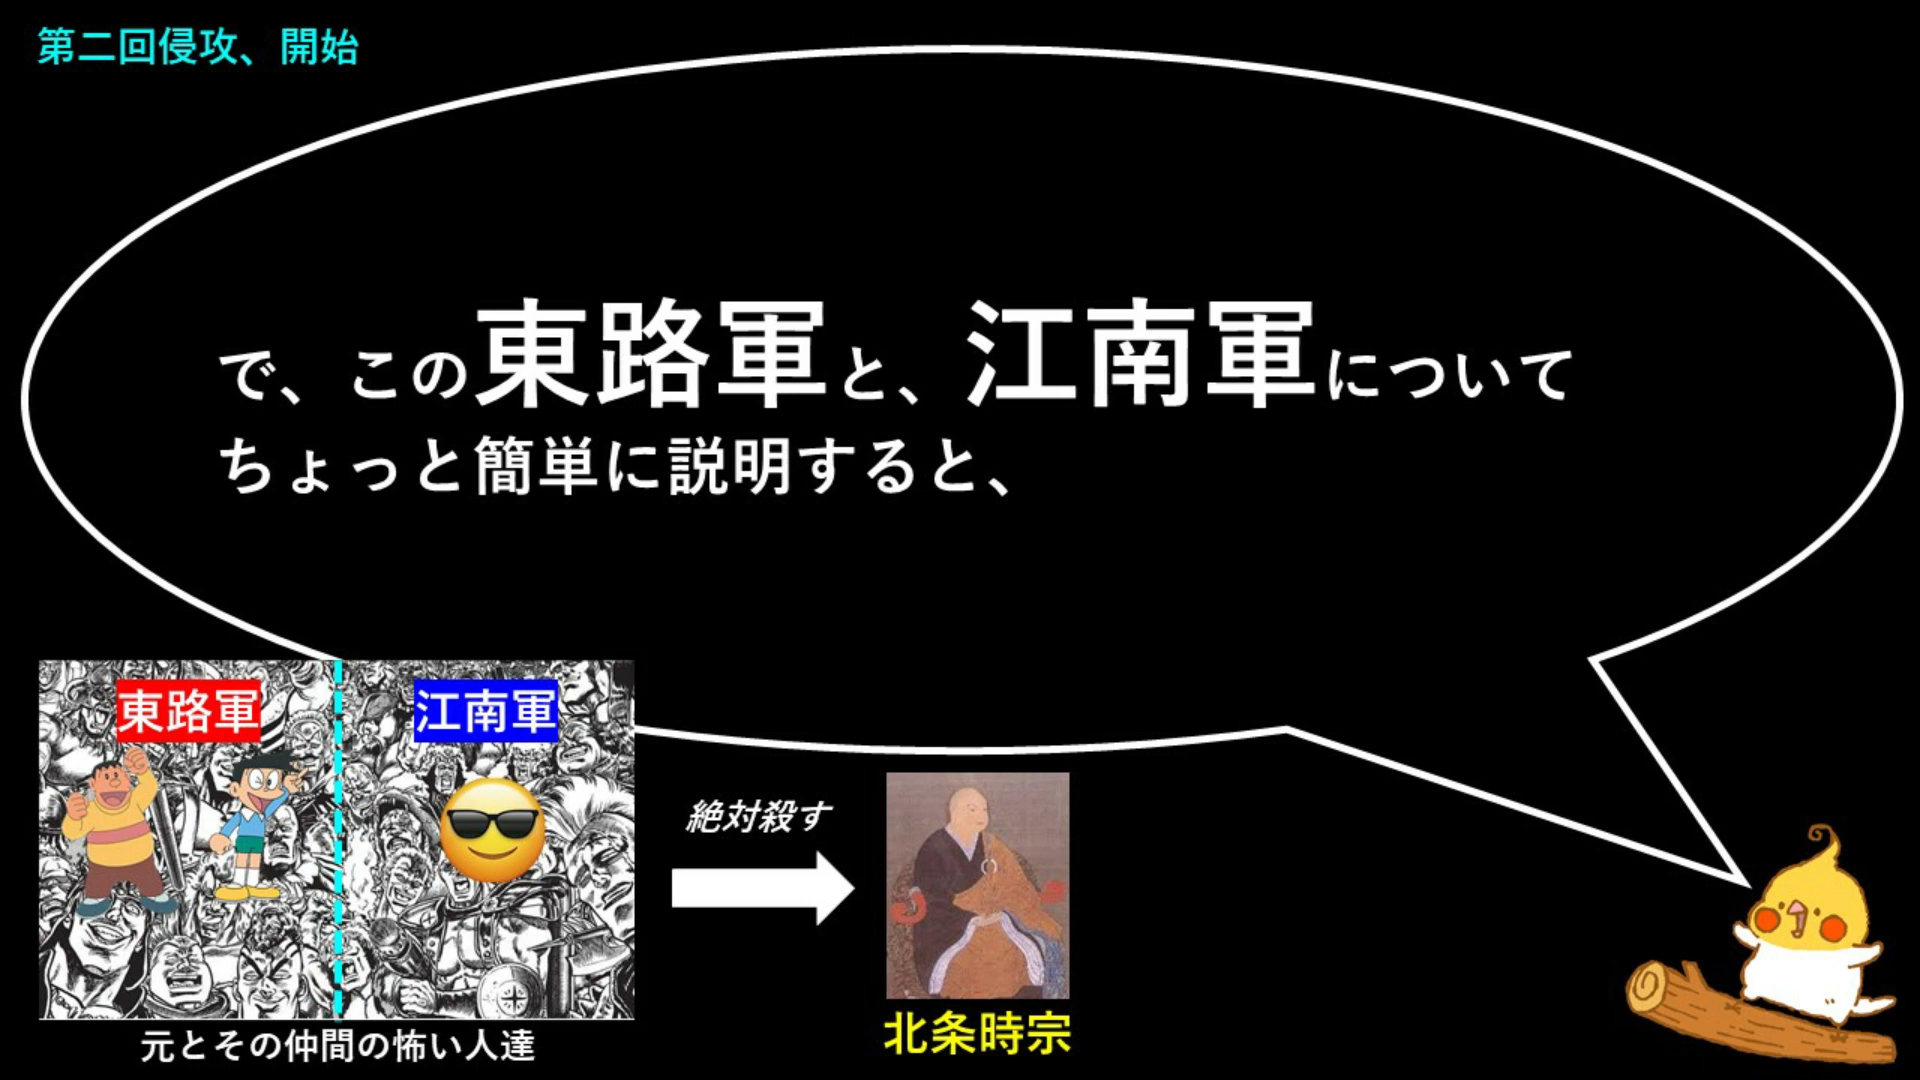 第二回侵攻、開始
で、この東路軍と、江南軍について
ちょっと簡単に説明すると、
東路軍
江南軍
絶対殺す
元とその仲間の怖い人達
北条時宗